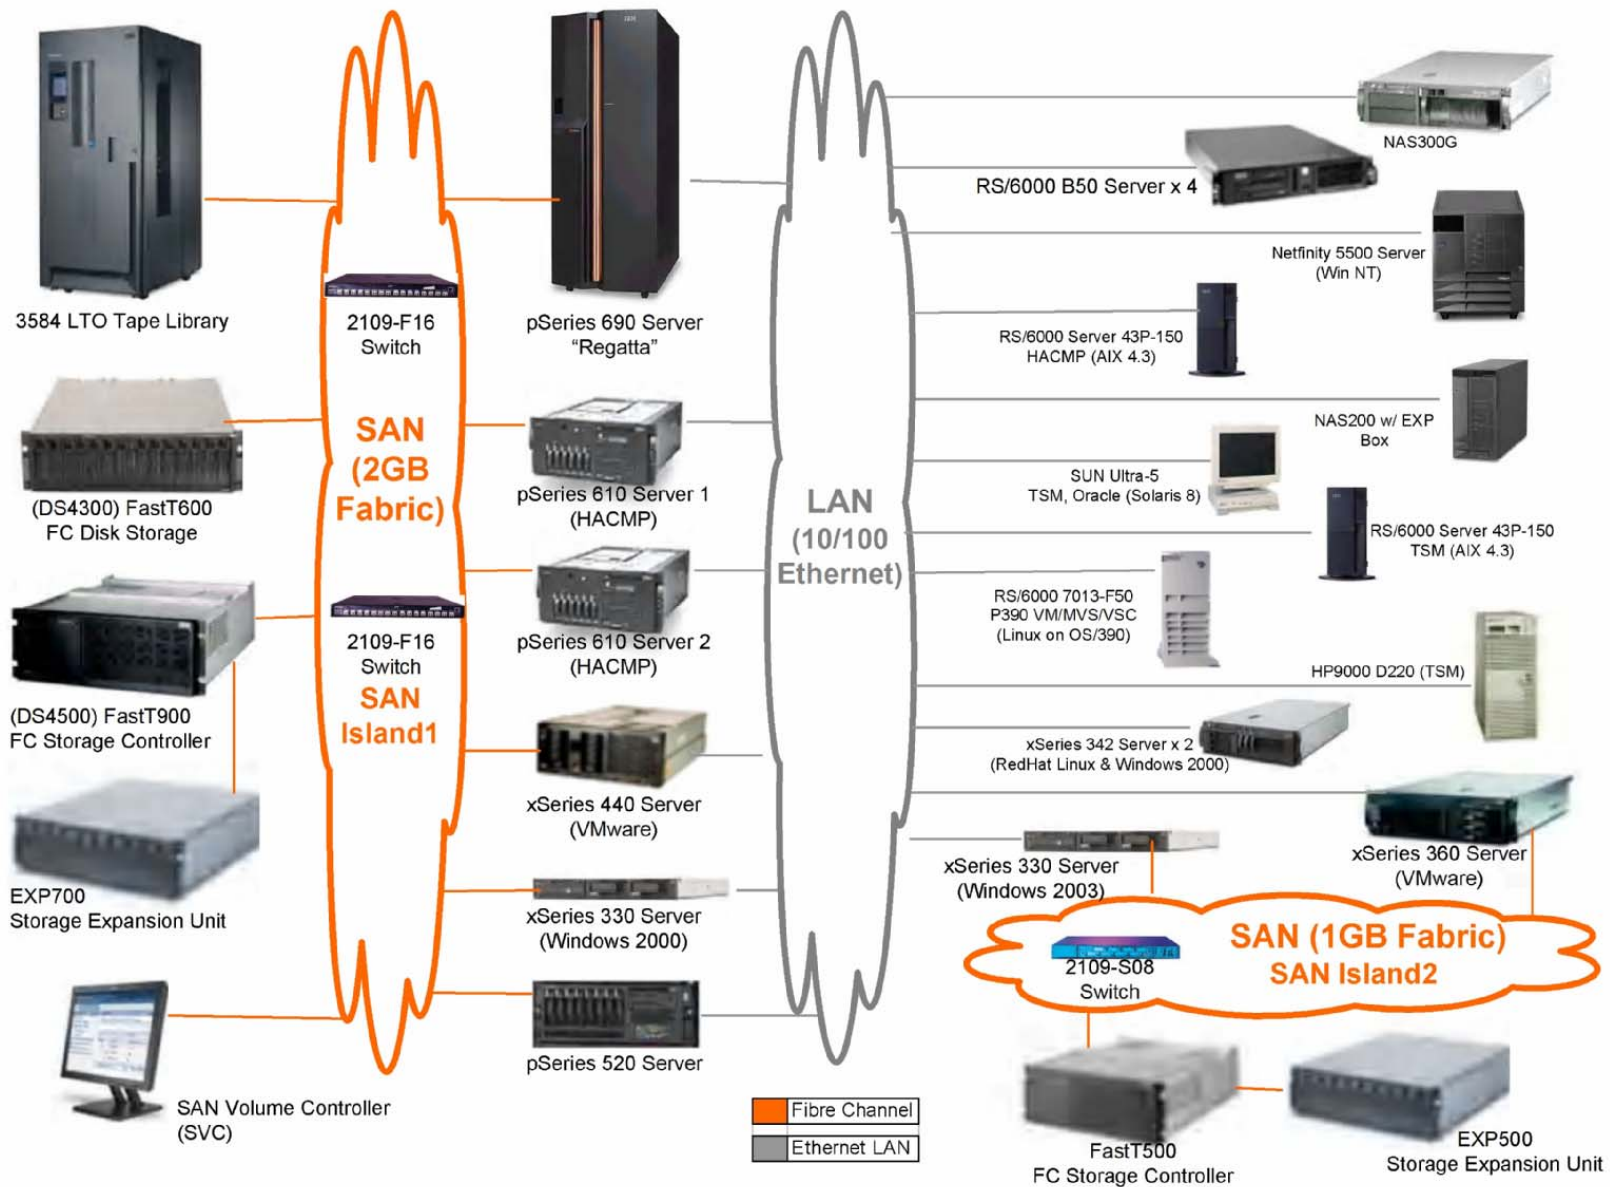 IBM
3584 LTO Tape Library
2109-F16
Switch
pSeries 690 Server
“Regatta”
NAS300G
RS/6000 B50 Server x 4
Netfinity 5500 Server
(Win NT)
RS/6000 Server 43P-150
HACMP (AIX 4.3)
NAS200 w/ EXP
Box
SUN Ultra-5
TSM, Oracle (Solaris 8)
RS/6000 Server 43P-150
TSM (AIX 4.3)
RS/6000 7013-F50
P390 VM/MVS/VSC
(Linux on OS/390)
HP9000 D220 (TSM)
xSeries 342 Server x 2
(RedHat Linux & Windows 2000)
xSeries 360 Server
(VMware)
xSeries 330 Server
(Windows 2003)
SAN
(2GB
Fabric)
LAN
(10/100
Ethernet)
(DS4300) FastT600
FC Disk Storage
pSeries 610 Server 1
(HACMP)
2109-F16
Switch
SAN
Island1
pSeries 610 Server 2
(HACMP)
(DS4500) FastT900
FC Storage Controller
xSeries 440 Server
(VMware)
EXP700
Storage Expansion Unit
xSeries 330 Server
(Windows 2000)
SAN (1GB Fabric)
SAN Island2
2109-S08
Switch
pSeries 520 Server
SAN Volume Controller
(SVC)
Fibre Channel
Ethernet LAN
FastT500
FC Storage Controller
EXP500
Storage Expansion Unit